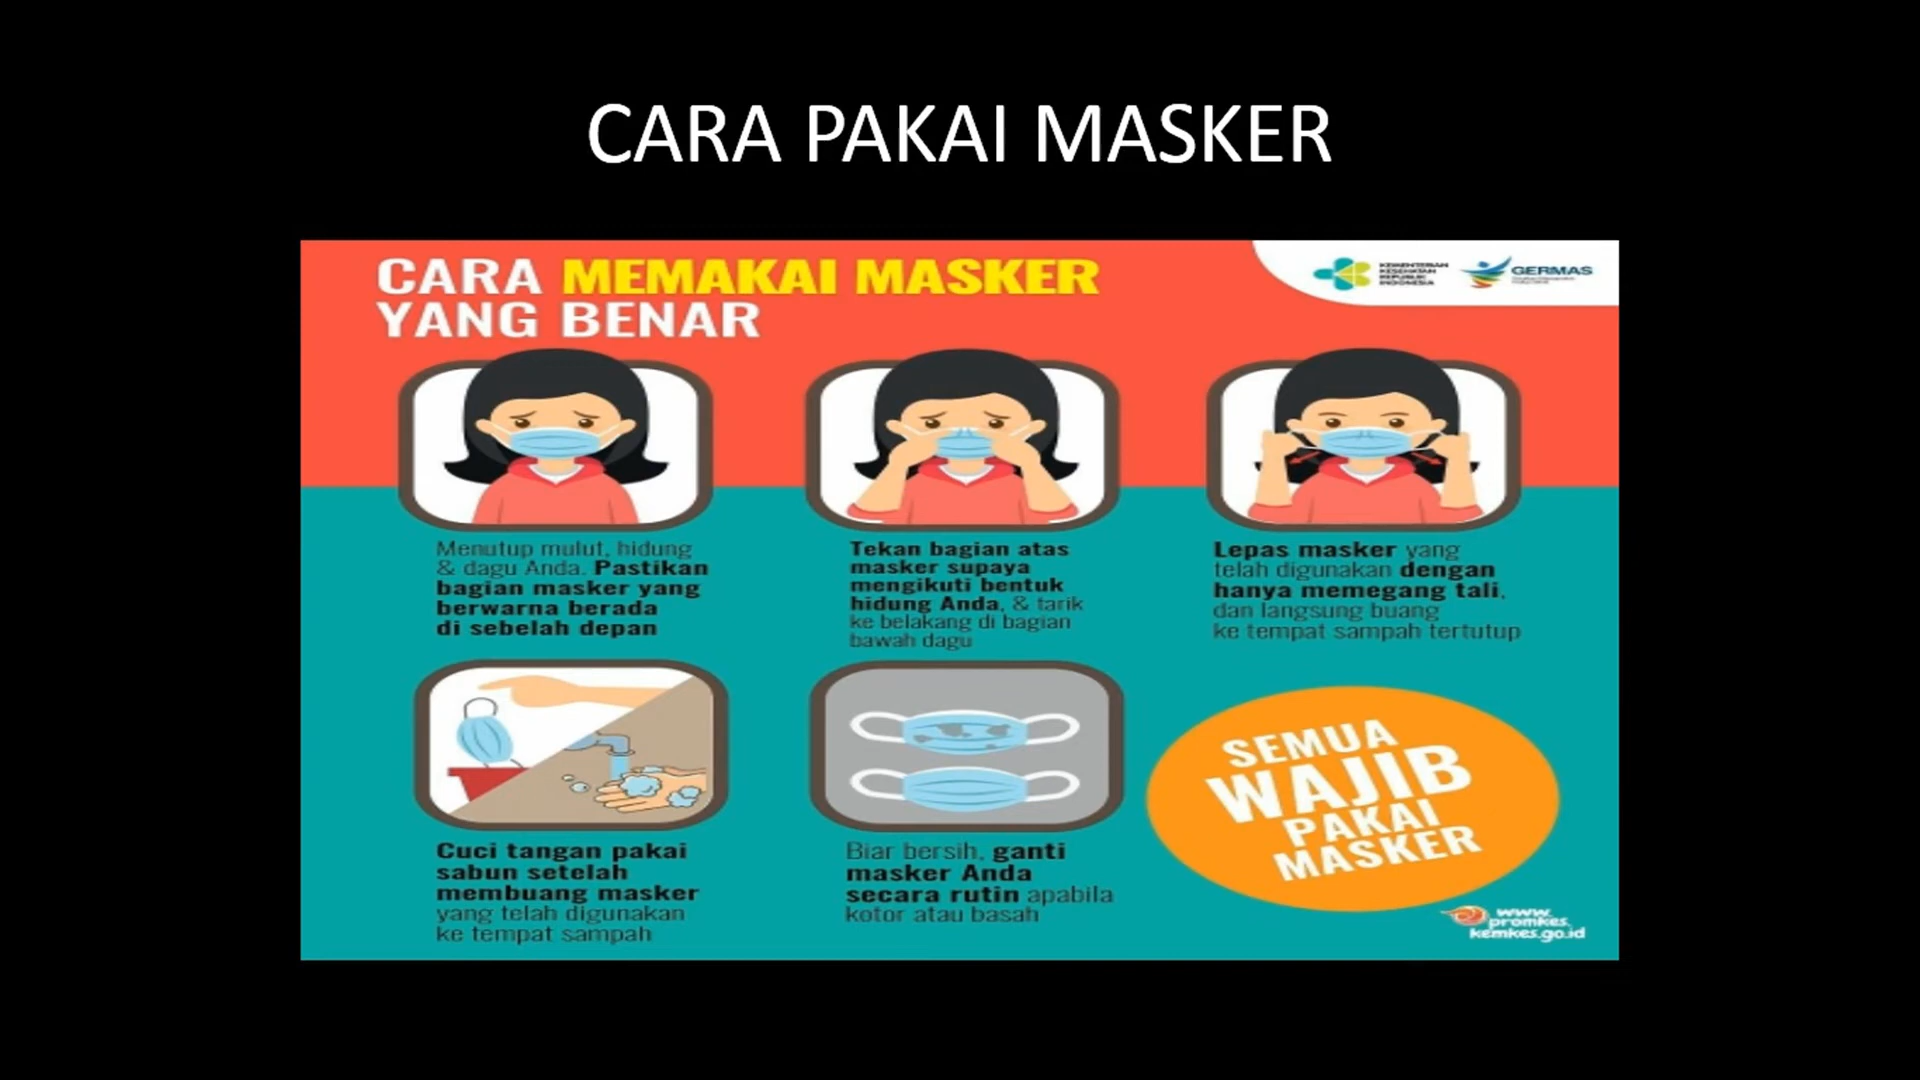 CARA PAKAI MASKER
CARA MEMAKAI MASKER
YANG BENAR
KEMENTERIAN
KESEHATAN
REPUBLIK
INDONESIA
GERMAS
Menutup mulut, hidung
& dagu Anda. Pastikan
bagian masker yang
berwarna berada
di sebelah depan
Tekan bagian atas
masker supaya
mengikuti bentuk
hidung Anda, & tarik
ke belakang di bagian
bawah dagu
Lepas masker yang
telah digunakan dengan
hanya memegang tali,
dan langsung buang
ke tempat sampah tertutup
Cuci tangan pakai
sabun setelah
membuang masker
yang telah digunakan
ke tempat sampah
Biar bersih, ganti
masker Anda
secara rutin apabila
kotor atau basah
SEMUA
WAJIB
PAKAI
MASKER
www.
promkes.
kemkes.go.id